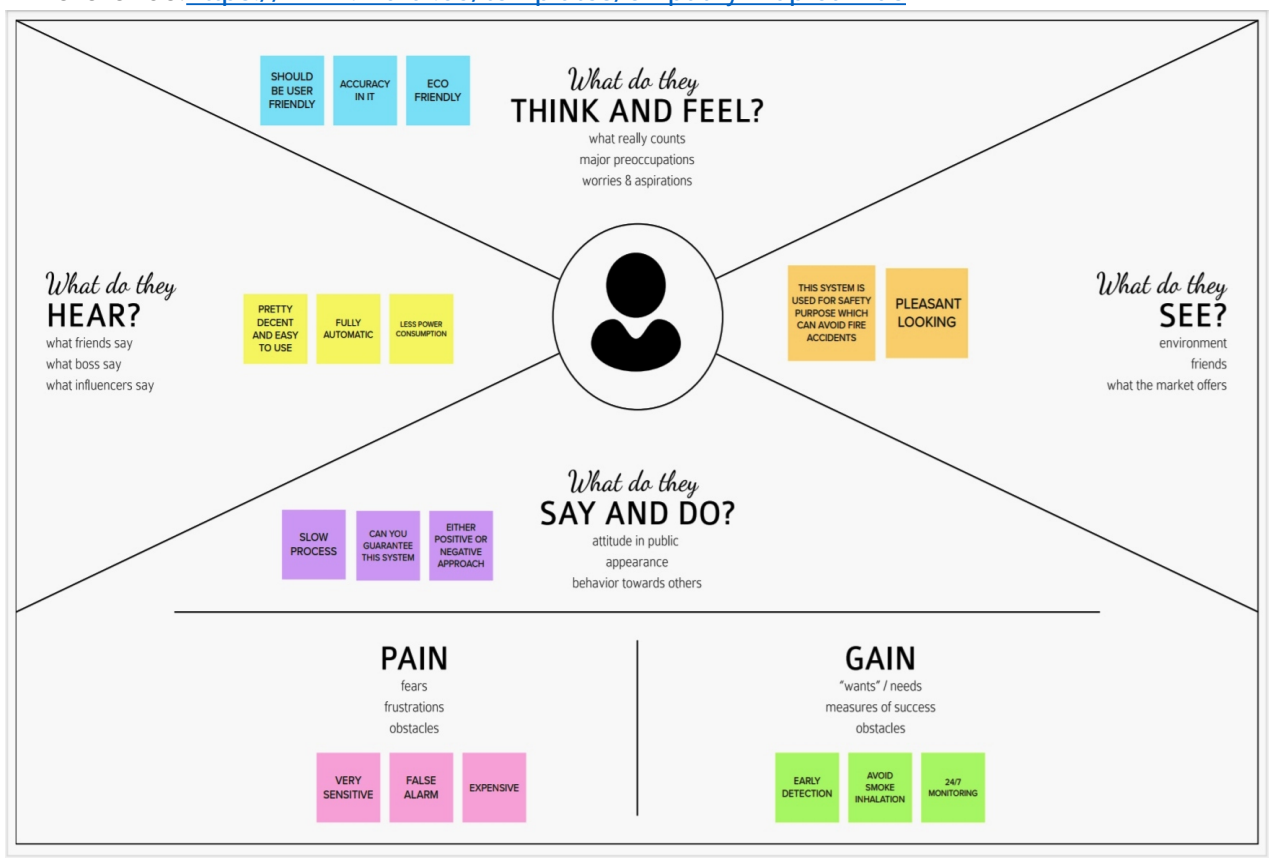 SHOULD
BE USER
FRIENDLY
ACCURACY
IN IT
ECO
FRIENDLY
What do they
THINK AND FEEL?
what really counts
major preoccupations
worries & aspirations
What do they
HEAR?
what friends say
what boss say
what influencers say
PRETTY
DECENT
AND EASY
TO USE
FULLY
AUTOMATIC
LESS POWER
CONSUMPTION
THIS SYSTEM IS
USED FOR SAFETY
PURPOSE WHICH
CAN AVOID FIRE
ACCIDENTS
PLEASANT
LOOKING
What do they
SEE?
environment
friends
what the market offers
What do they
SAY AND DO?
attitude in public
appearance
behavior towards others
SLOW
PROCESS
CAN YOU
GUARANTEE
THIS SYSTEM
EITHER
POSITIVE OR
NEGATIVE
APPROACH
PAIN
fears
frustrations
obstacles
VERY
SENSITIVE
FALSE
ALARM
EXPENSIVE
GAIN
"wants" / needs
measures of success
obstacles
EARLY
DETECTION
AVOID
SMOKE
INHALATION
24/7
MONITORING